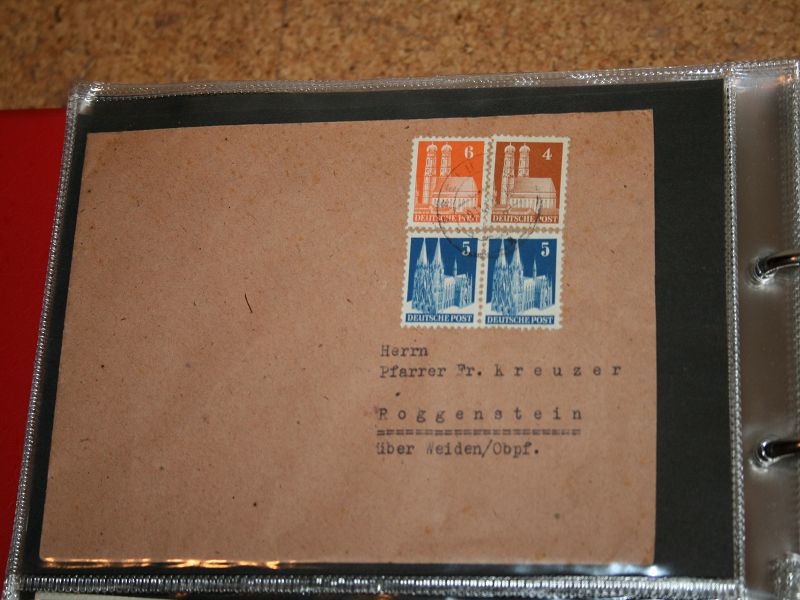 6
4
DEUTSCHE POST
DEUTSCHE POST
5
5
DEUTSCHE POST
DEUTSCHE POST
Herrn
Pfarrer Fr. Kreuzer
Roggenstein
über Weiden/Obpf.